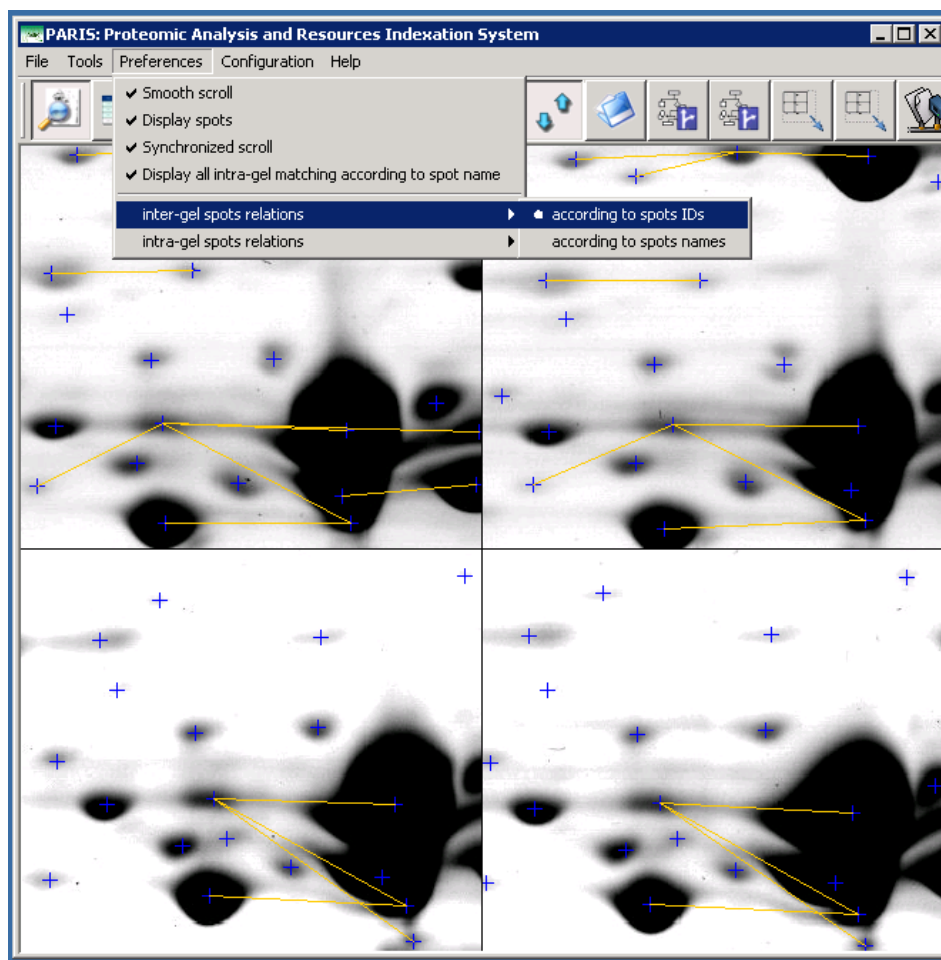 PARIS: Proteomic Analysis and Resources Indexation System
File Tools Preferences Configuration Help
Smooth scroll
Display spots
Synchronized scroll
Display all intra-gel matching according to spot name
inter-gel spots relations
according to spots IDs
intra-gel spots relations
according to spots names